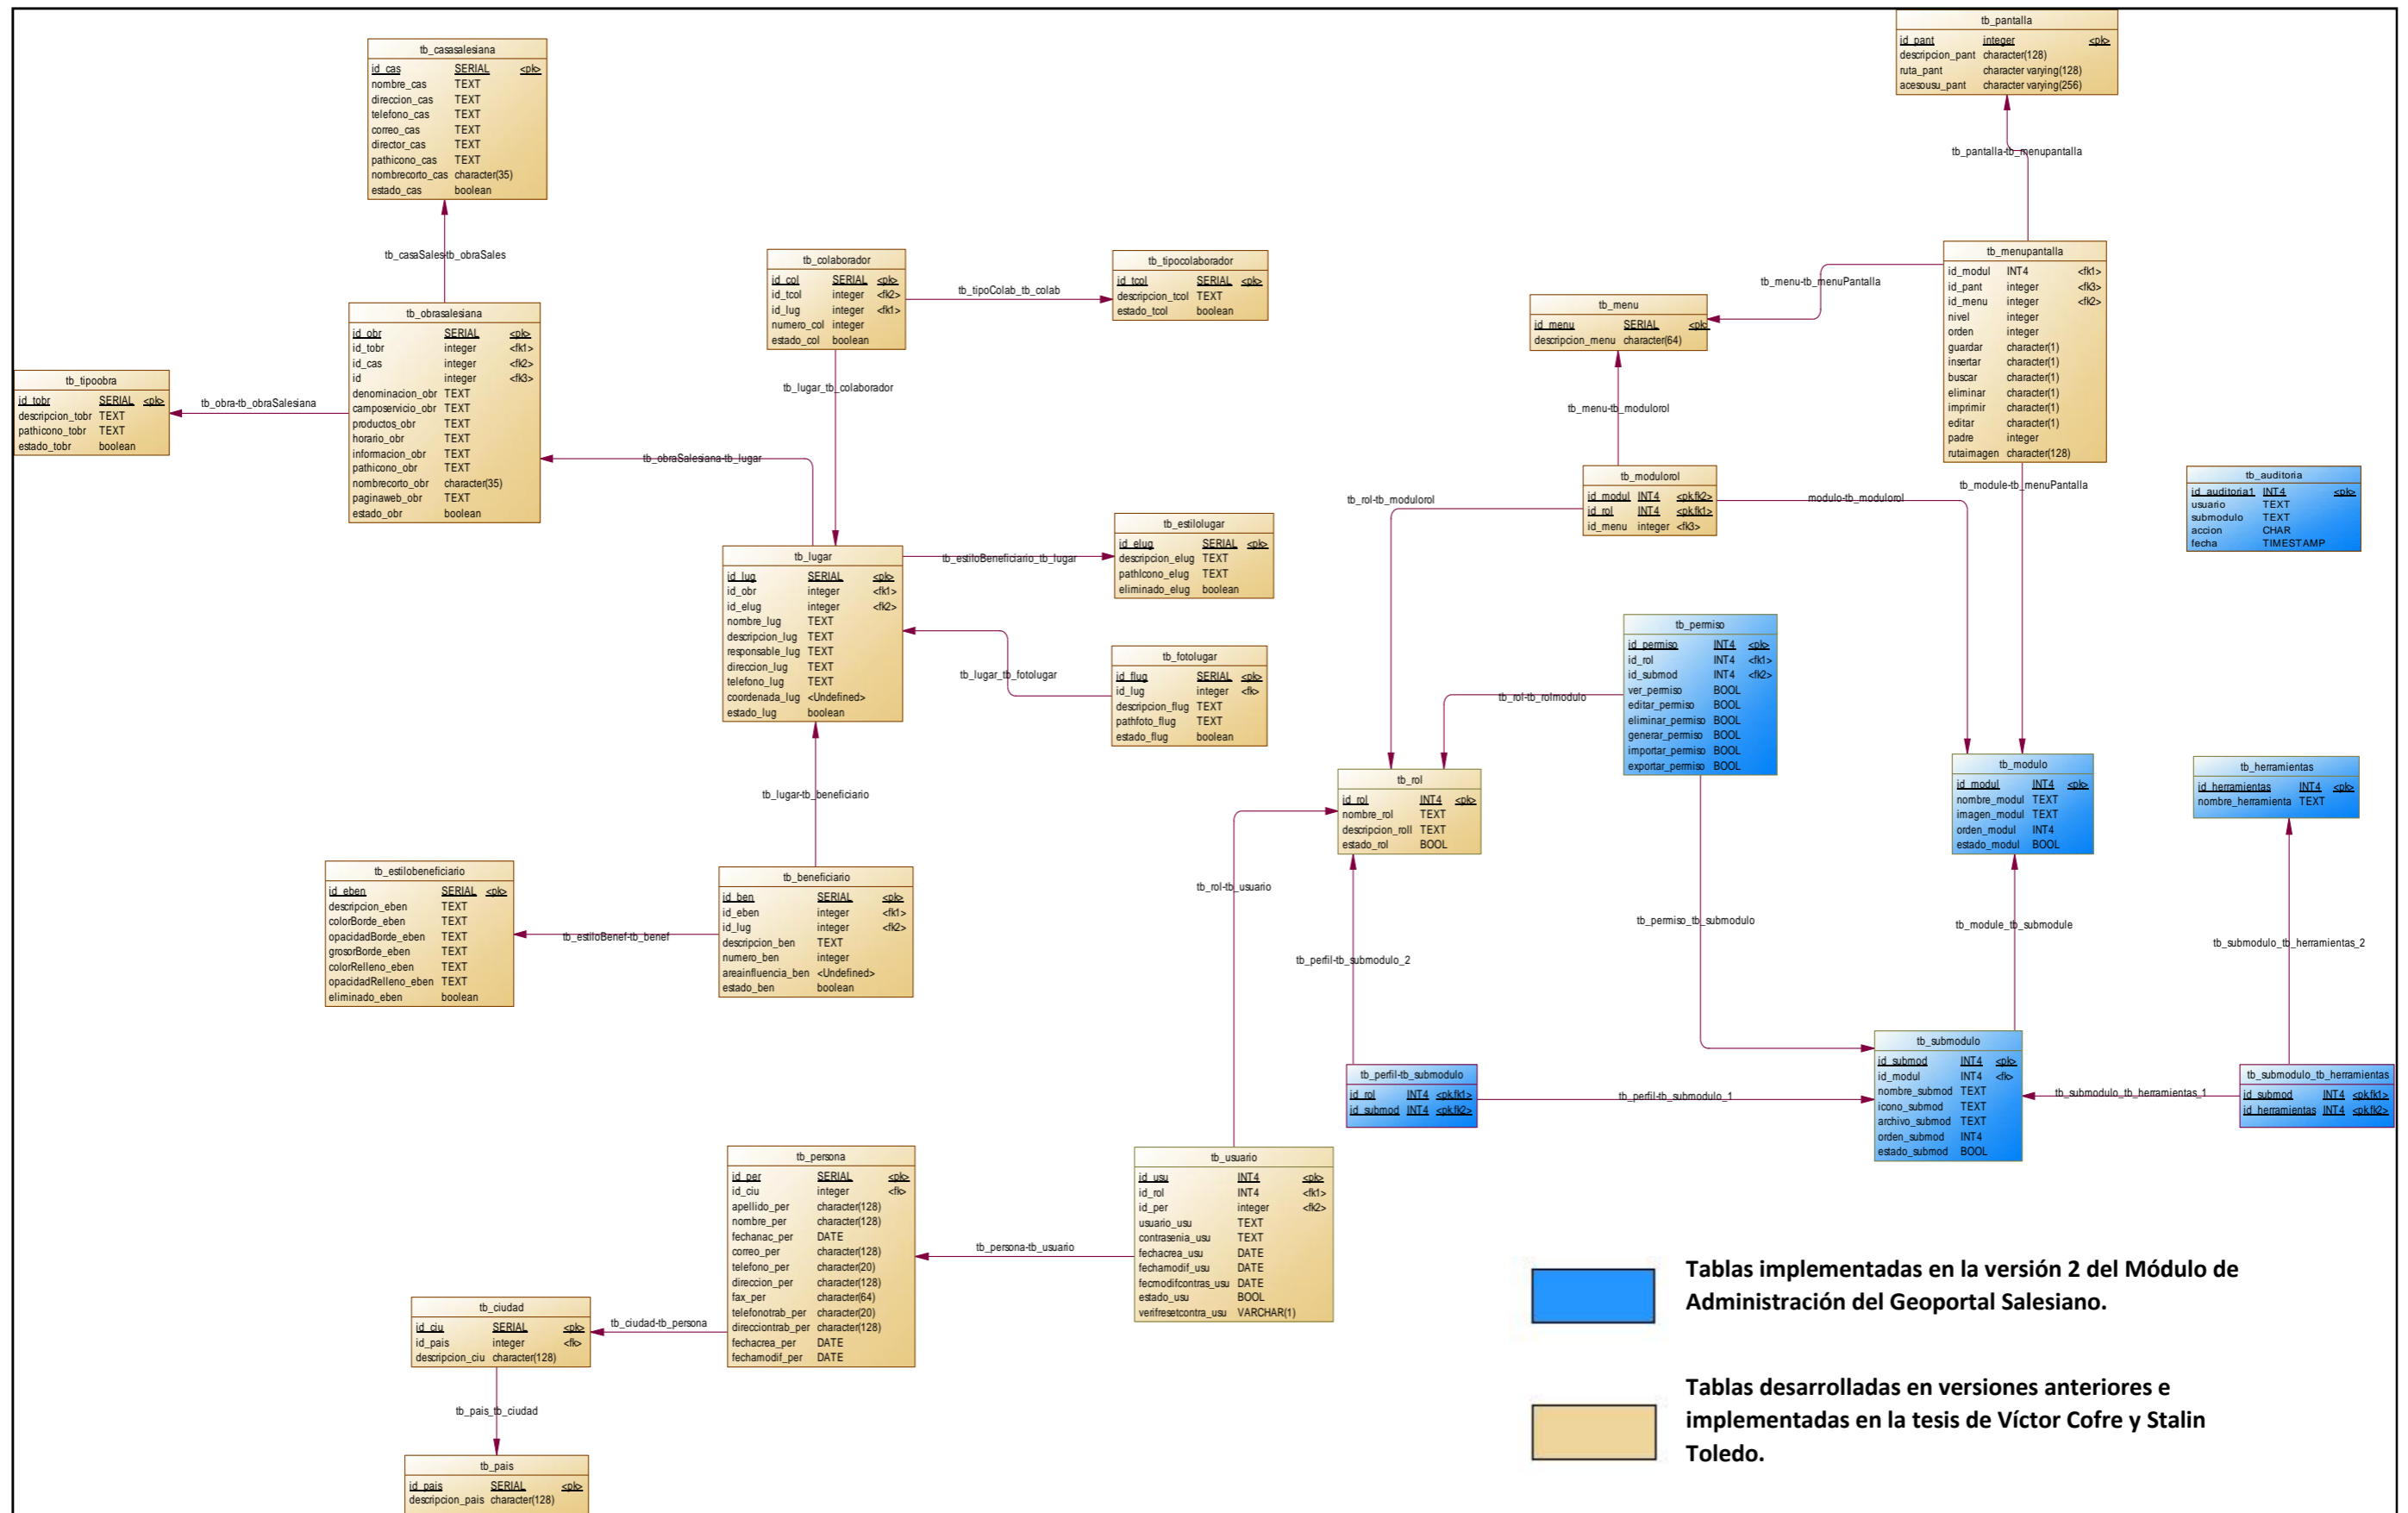 tb_pantalla
id_pant integer <pk>
descripcion_pant character(128)
ruta_pant character varying(128)
acesousu_pant character varying(256)
tb_casasalesiana
id_cas SERIAL <pk>
nombre_cas TEXT
direccion_cas TEXT
telefono_cas TEXT
correo_cas TEXT
director_cas TEXT
pathicono_cas TEXT
nombrecorto_cas character(35)
estado_cas boolean
tb_pantalla-tb_menupantalla
tb_casaSales-tb_obraSales
tb_colaborador
id_col SERIAL <pk>
id_tcol integer <fk2>
id_lug integer <fk1>
numero_col integer
estado_col boolean
tb_tipoColab_tb_colab
tb_tipocolaborador
id_tcol SERIAL <pk>
descripcion_tcol TEXT
estado_tcol boolean
tb_menupantalla
id_modul INT4 <fk1>
id_pant integer <fk3>
id_menu integer <fk2>
nivel integer
orden integer
guardar character(1)
insertar character(1)
buscar character(1)
eliminar character(1)
imprimir character(1)
editar character(1)
padre integer
rutaimagen character(128)
tb_menu-tb_menuPantalla
tb_menu
id_menu SERIAL <pk>
descripcion_menu character(64)
tb_obrasalesiana
id_obr SERIAL <pk>
id_tobr integer <fk1>
id_cas integer <fk2>
id integer <fk3>
denominacion_obr TEXT
camposervicio_obr TEXT
productos_obr TEXT
horario_obr TEXT
informacion_obr TEXT
pathicono_obr TEXT
nombrecorto_obr character(35)
paginaweb_obr TEXT
estado_obr boolean
tb_tipoobra
id_tobr SERIAL <pk>
descripcion_tobr TEXT
pathicono_tobr TEXT
estado_tobr boolean
tb_obra-tb_obraSalesiana
tb_lugar_tb_colaborador
tb_menu-tb_modulorol
tb_obraSalesiana-tb_lugar
tb_modulorol
id_modul INT4 <pk,fk2>
id_rol INT4 <pk,fk1>
id_menu integer <fk3>
tb_rol-tb_modulorol
modulo-tb_modulorol
tb_module-tb_menuPantalla
tb_auditoria
id_auditoria1 INT4 <pk>
usuario TEXT
submodulo TEXT
accion CHAR
fecha TIMESTAMP
tb_estilolugar
id_elug SERIAL <pk>
descripcion_elug TEXT
pathIcono_elug TEXT
eliminado_elug boolean
tb_estiloBeneficiario_tb_lugar
tb_lugar
id_lug SERIAL <pk>
id_obr integer <fk1>
id_elug integer <fk2>
nombre_lug TEXT
descripcion_lug TEXT
responsable_lug TEXT
direccion_lug TEXT
telefono_lug TEXT
coordenada_lug <Undefined>
estado_lug boolean
tb_fotolugar
id_flug SERIAL <pk>
id_lug integer <fk>
descripcion_flug TEXT
pathfoto_flug TEXT
estado_flug boolean
tb_lugar_tb_fotolugar
tb_permiso
id_permiso INT4 <pk>
id_rol INT4 <fk1>
id_submod INT4 <fk2>
ver_permiso BOOL
editar_permiso BOOL
eliminar_permiso BOOL
generar_permiso BOOL
importar_permiso BOOL
exportar_permiso BOOL
tb_rol-tb_rolmodulo
tb_rol
id_rol INT4 <pk>
nombre_rol TEXT
descripcion_roll TEXT
estado_rol BOOL
tb_modulo
id_modul INT4 <pk>
nombre_modul TEXT
imagen_modul TEXT
orden_modul INT4
estado_modul BOOL
tb_herramientas
id_herramientas INT4 <pk>
nombre_herramienta TEXT
tb_lugar-tb_beneficiario
tb_estilobeneficiario
id_eben SERIAL <pk>
descripcion_eben TEXT
colorBorde_eben TEXT
opacidadBorde_eben TEXT
grosorBorde_eben TEXT
colorRelleno_eben TEXT
opacidadRelleno_eben TEXT
eliminado_eben boolean
tb_estiloBenef-tb_benef
tb_beneficiario
id_ben SERIAL <pk>
id_eben integer <fk1>
id_lug integer <fk2>
descripcion_ben TEXT
numero_ben integer
areainfluencia_ben <Undefined>
estado_ben boolean
tb_rol-tb_usuario
tb_permiso_tb_submodulo
tb_module_tb_submodule
tb_submodulo_tb_herramientas_2
tb_perfil-tb_submodulo_2
tb_perfil-tb_submodulo
id_rol INT4 <pk,fk1>
id_submod INT4 <pk,fk2>
tb_perfil-tb_submodulo_1
tb_submodulo
id_submod INT4 <pk>
id_modul INT4 <fk>
nombre_submod TEXT
icono_submod TEXT
archivo_submod TEXT
orden_submod INT4
estado_submod BOOL
tb_submodulo_tb_herramientas_1
tb_submodulo_tb_herramientas
id_submod INT4 <pk,fk1>
id_herramientas INT4 <pk,fk2>
tb_persona
id_per SERIAL <pk>
id_ciu integer <fk>
apellido_per character(128)
nombre_per character(128)
fechanac_per DATE
correo_per character(128)
telefono_per character(20)
direccion_per character(128)
fax_per character(64)
telefonotrab_per character(20)
direcciontrab_per character(128)
fechacrea_per DATE
fechamodif_per DATE
tb_persona-tb_usuario
tb_usuario
id_usu INT4 <pk>
id_rol INT4 <fk1>
id_per integer <fk2>
usuario_usu TEXT
contrasenia_usu TEXT
fechacrea_usu DATE
fechamodif_usu DATE
fecmodifcontras_usu DATE
estado_usu BOOL
verifresetcontra_usu VARCHAR(1)
tb_ciudad
id_ciu SERIAL <pk>
id_pais integer <fk>
descripcion_ciu character(128)
tb_ciudad-tb_persona
tb_pais_tb_ciudad
tb_pais
id_pais SERIAL <pk>
descripcion_pais character(128)
Tablas implementadas en la versión 2 del Módulo de
Administración del Geoportal Salesiano.
Tablas desarrolladas en versiones anteriores e
implementadas en la tesis de Víctor Cofre y Stalin
Toledo.